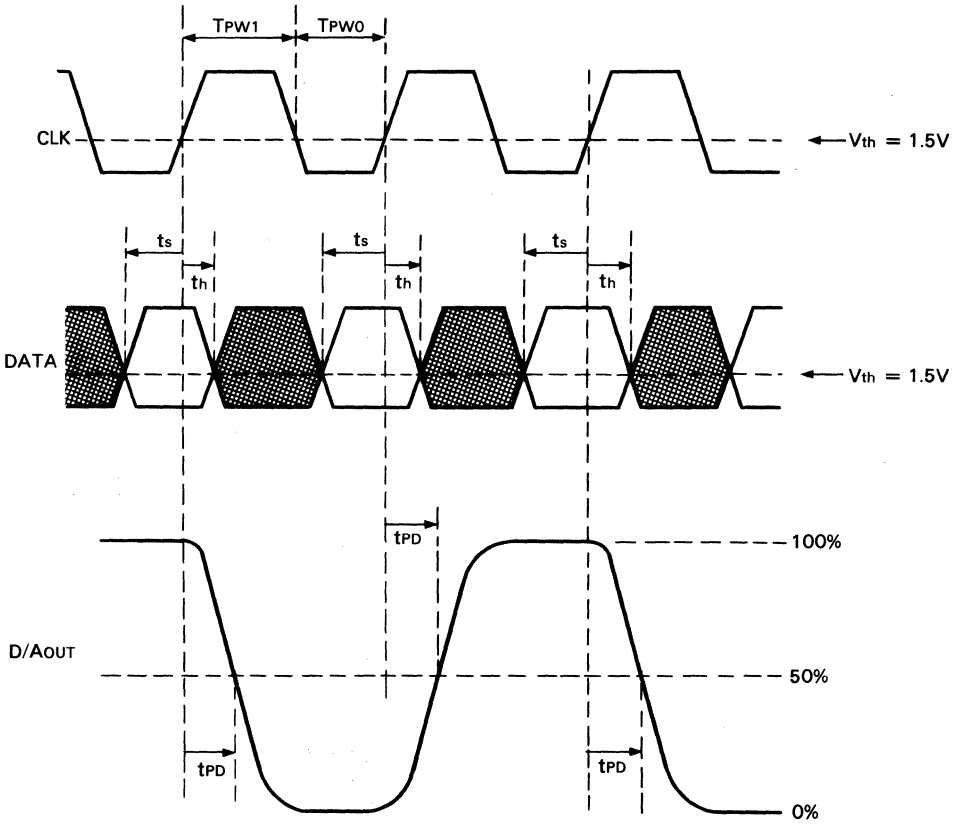 TPW1 TPW0
CLK
Vth = 1.5V
ts ts ts
th th th
DATA
Vth = 1.5V
tPD
100%
D/AOUT
50%
tPD tPD
0%